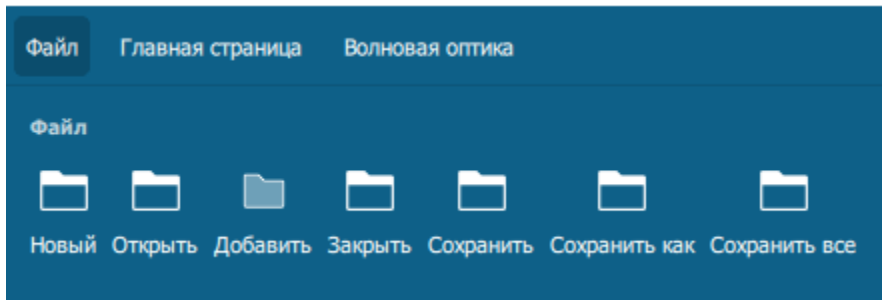 Файл Главная страница Волновая оптика
Файл
Новый Открыть Добавить Закрыть Сохранить Сохранить как Сохранить все